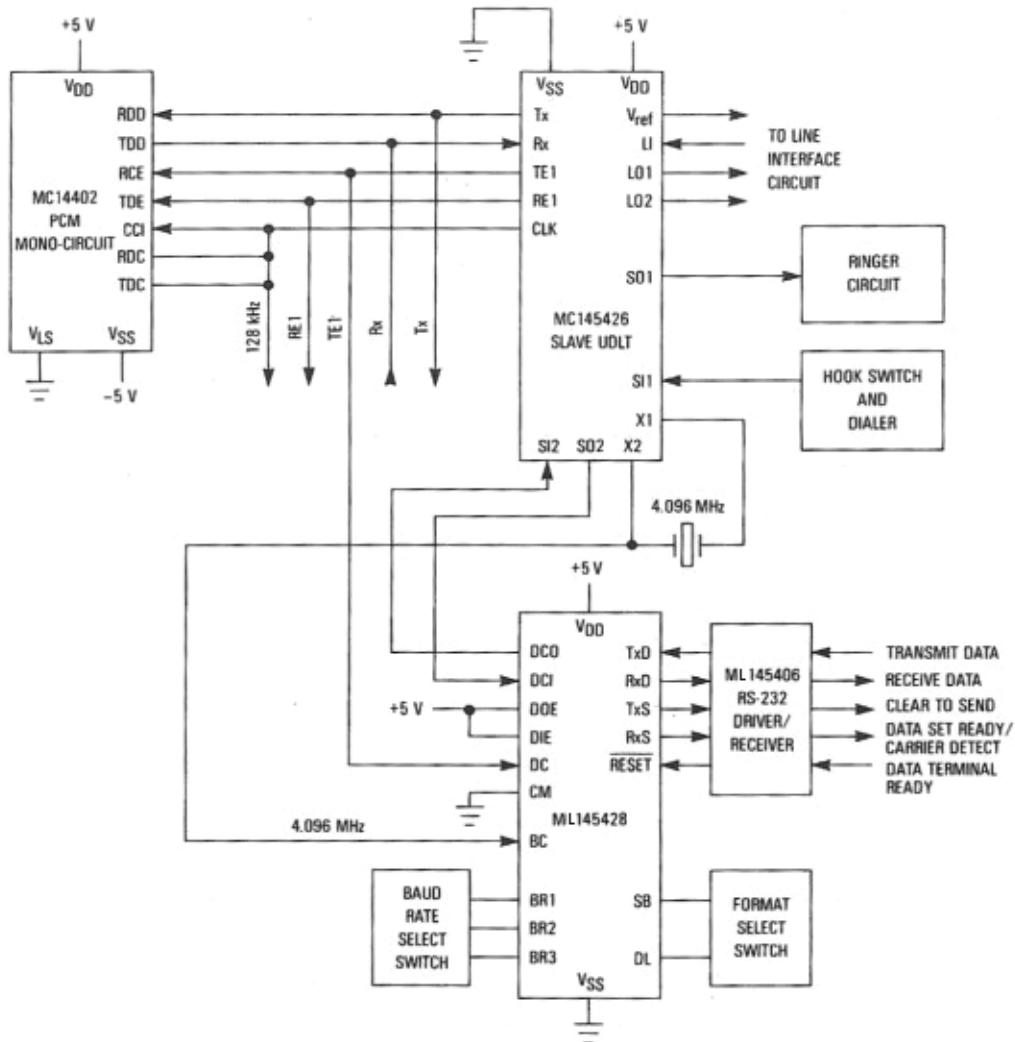 +5 V
VDD
RDD
TDD
RCE
TDE
CCI
RDC
TDC
MC14402
PCM
MONO-CIRCUIT
VLS
VSS
-5 V
128 kHz
RE1
TE1
Rx
Tx
+5 V
VSS
VDD
Tx
Rx
TE1
RE1
CLK
Vref
LI
LO1
LO2
SO1
MC145426
SLAVE UDLT
SI1
X1
SI2
SO2
X2
TO LINE
INTERFACE
CIRCUIT
RINGER
CIRCUIT
HOOK SWITCH
AND
DIALER
4.096 MHz
+5 V
VDD
DCO
DCI
DOE
DIE
DC
CM
BC
BR1
BR2
BR3
+5 V
4.096 MHz
ML145428
TxD
RxD
TxS
RxS
RESET
SB
DL
VSS
ML145406
RS-232
DRIVER/
RECEIVER
TRANSMIT DATA
RECEIVE DATA
CLEAR TO SEND
DATA SET READY/
CARRIER DETECT
DATA TERMINAL
READY
BAUD
RATE
SELECT
SWITCH
FORMAT
SELECT
SWITCH